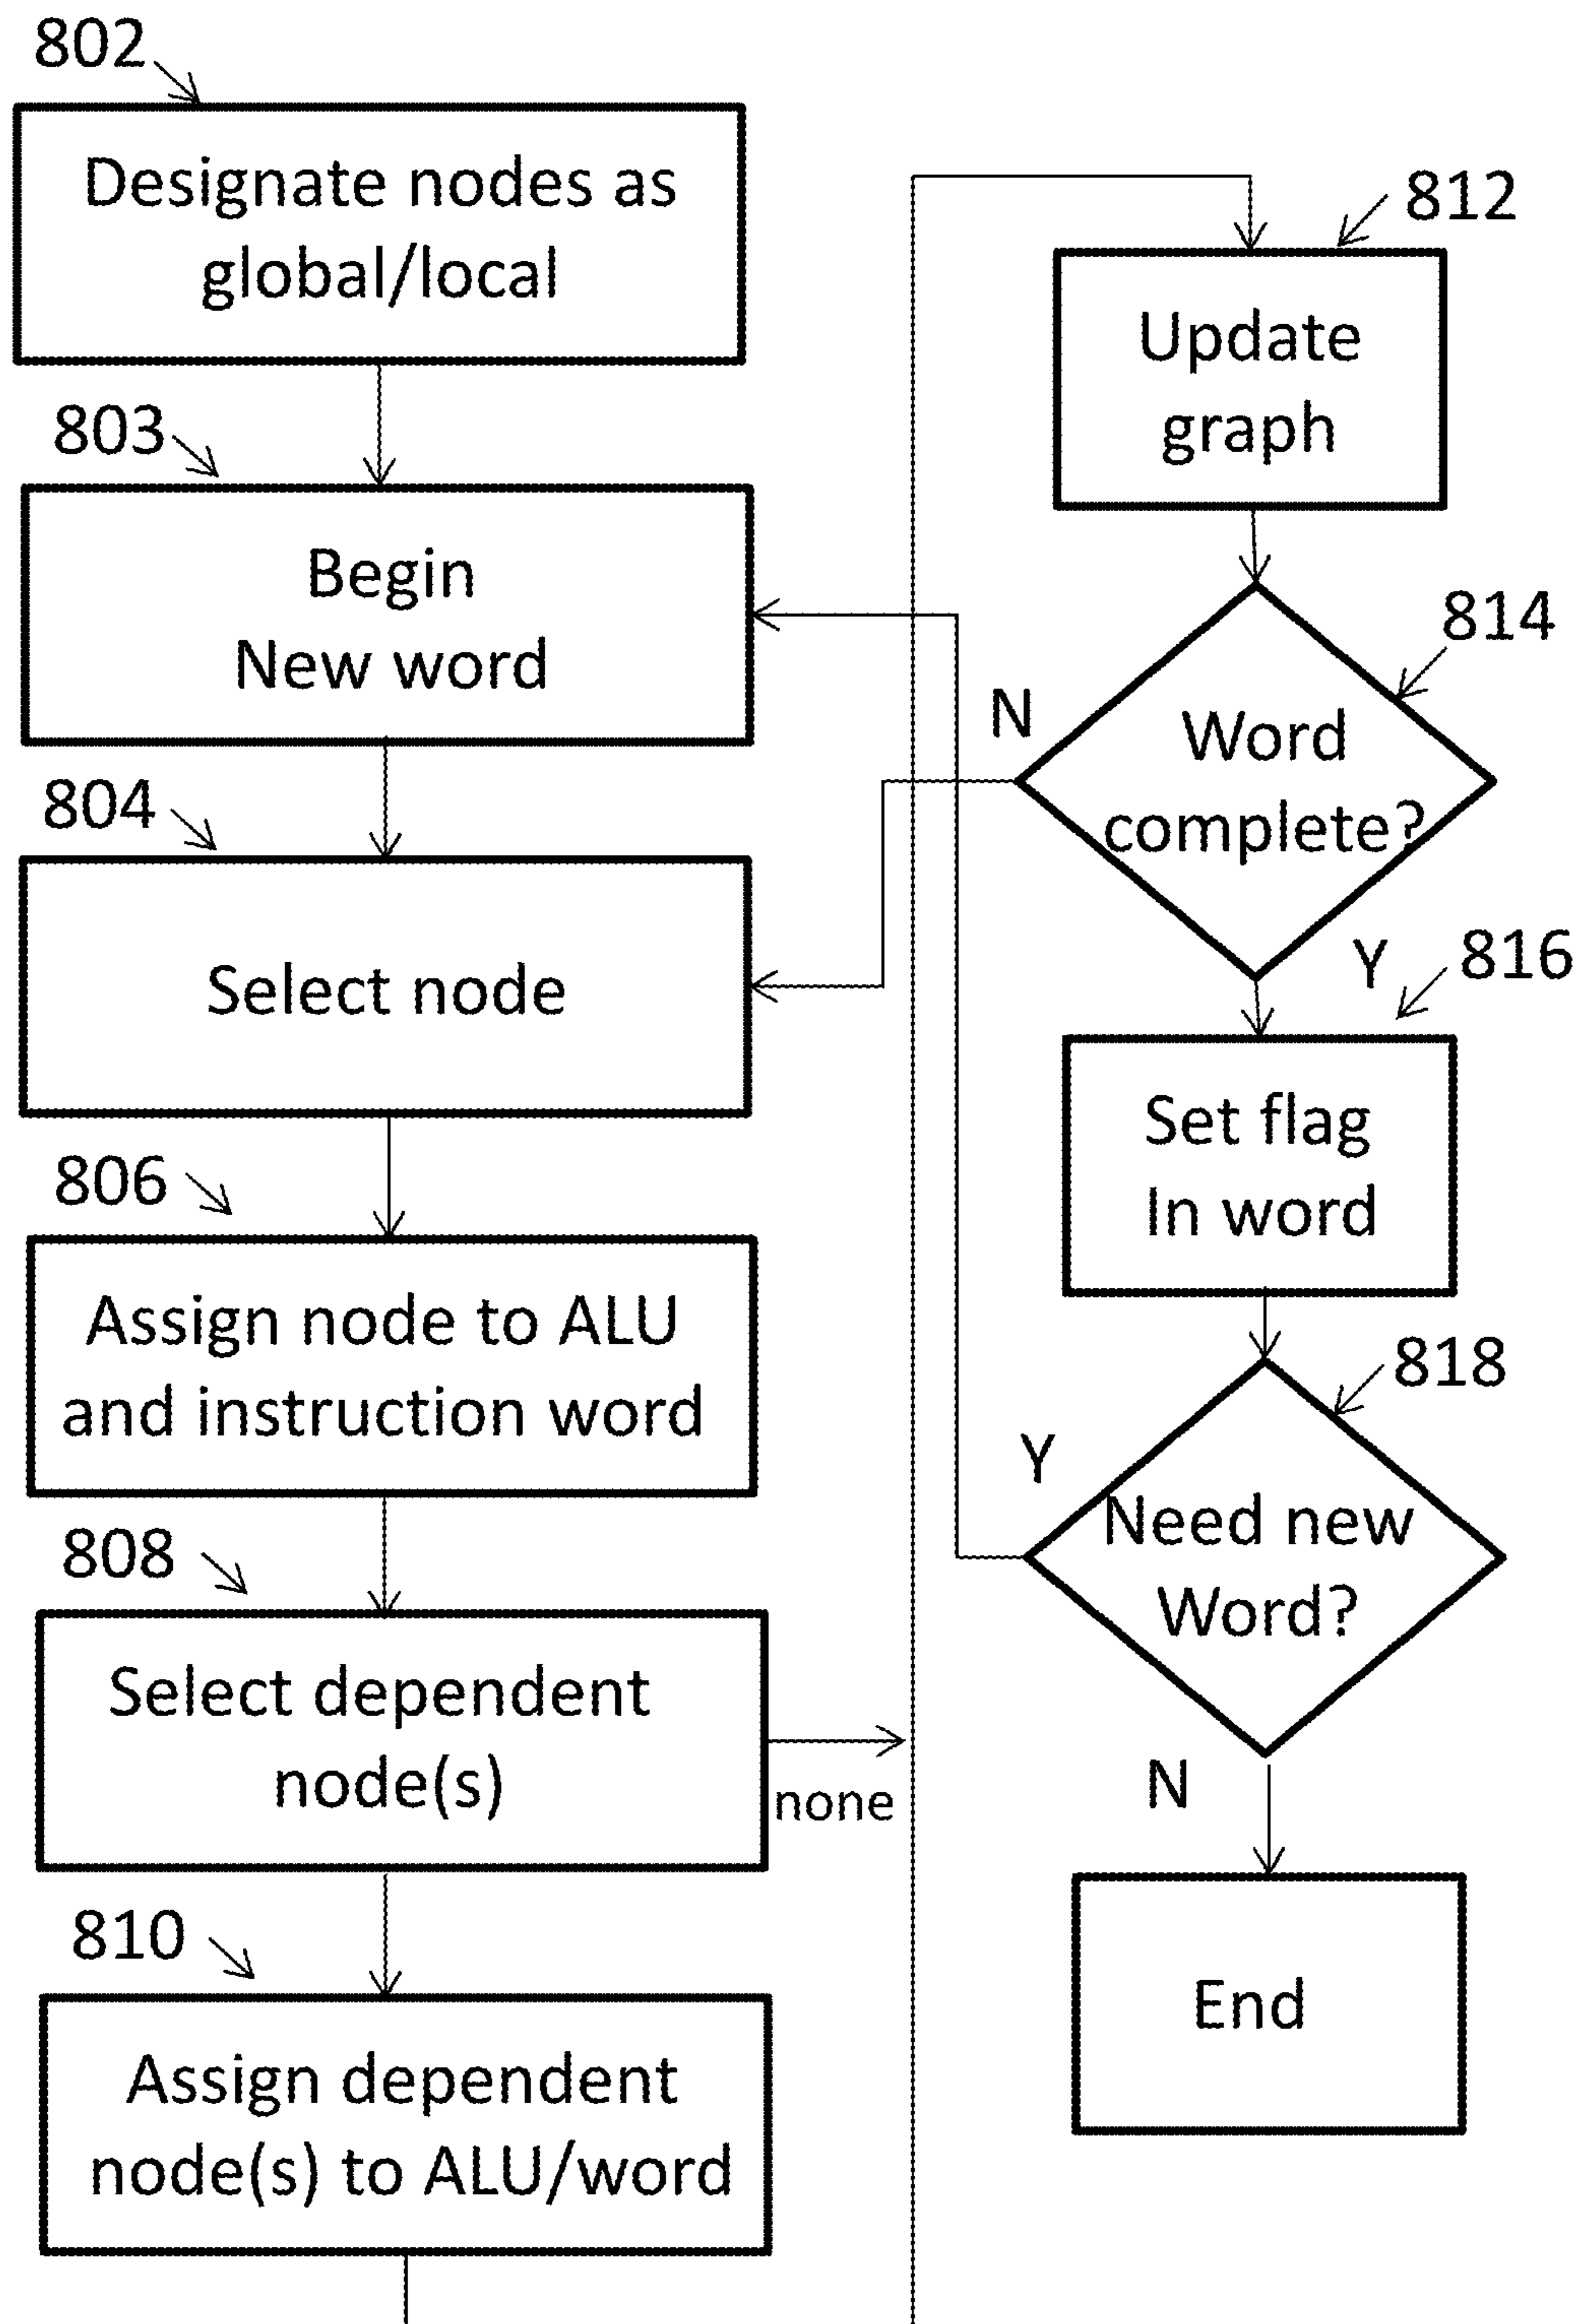 802
Designate nodes as
global/local
803
Begin
New word
804
Select node
806
Assign node to ALU
and instruction word
808
Select dependent
node(s)
none
810
Assign dependent
node(s) to ALU/word
812
Update
graph
814
N
Word
complete?
Y
816
Set flag
In word
818
Y
Need new
Word?
N
End